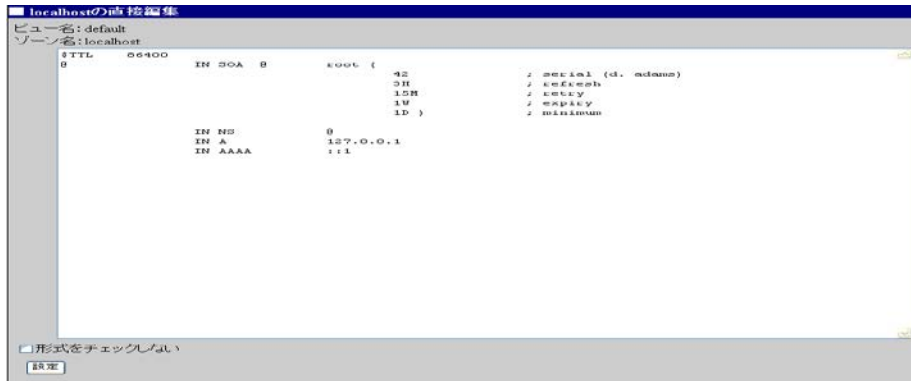 localhostの直接編集
ビュー名:default
ゾーン名:localhost
$TTL 86400
@ IN SOA @ root (
42 ; serial (d. adams)
3H ; refresh
15M ; retry
1W ; expiry
1D ) ; minimum
IN NS @
IN A 127.0.0.1
IN AAAA ::1
形式をチェックしない
設定